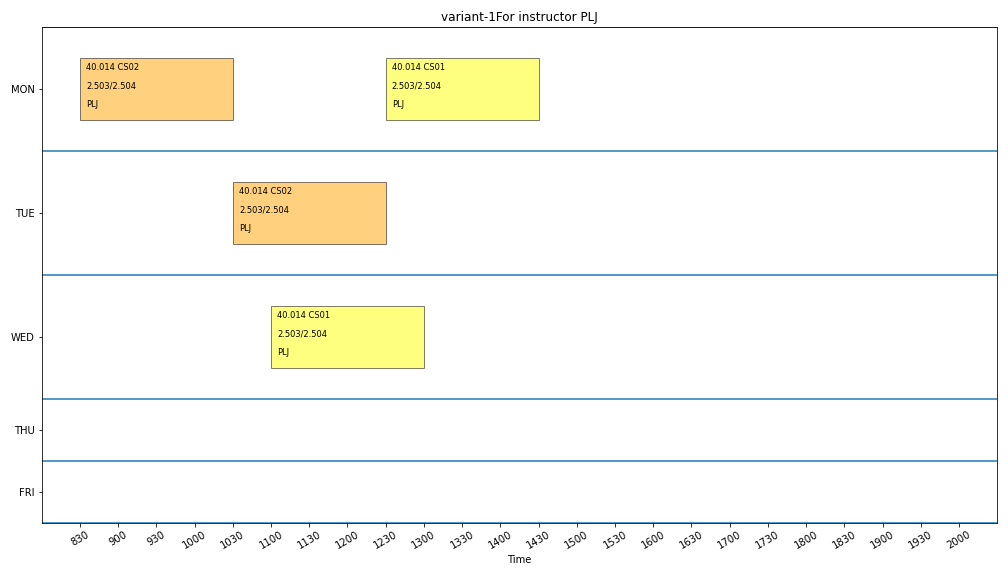 variant-1For instructor PLJ
MON
40.014 CS02
2.503/2.504
PLJ
40.014 CS01
2.503/2.504
PLJ
TUE
40.014 CS02
2.503/2.504
PLJ
WED
40.014 CS01
2.503/2.504
PLJ
THU
FRI
830 900 930 1000 1030 1100 1130 1200 1230 1300 1330 1400 1430 1500 1530 1600 1630 1700 1730 1800 1830 1900 1930 2000
Time